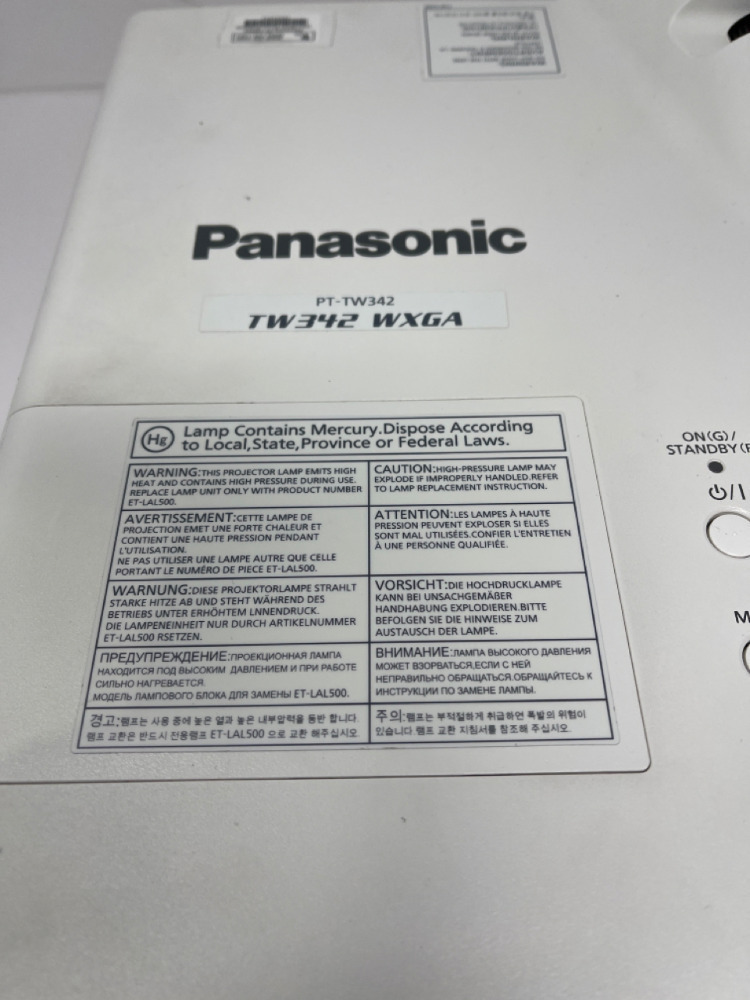 Panasonic
PT-TW342
TW342 WXGA
Hg
Lamp Contains Mercury.Dispose According
to Local,State,Province or Federal Laws.
WARNING:THIS PROJECTOR LAMP EMITS HIGH
HEAT AND CONTAINS HIGH PRESSURE DURING USE.
REPLACE LAMP UNIT ONLY WITH PRODUCT NUMBER
ET-LAL500.
CAUTION:HIGH-PRESSURE LAMP MAY
EXPLODE IF IMPROPERLY HANDLED.REFER
TO LAMP REPLACEMENT INSTRUCTION.
AVERTISSEMENT:CETTE LAMPE DE
PROJECTION EMET UNE FORTE CHALEUR ET
CONTIENT UNE HAUTE PRESSION PENDANT
L'UTILISATION.
NE PAS UTILISER UNE LAMPE AUTRE QUE CELLE
PORTANT LE NUMÉRO DE PIECE ET-LAL500.
ATTENTION:LES LAMPES À HAUTE
PRESSION PEUVENT EXPLOSER SI ELLES
SONT MAL UTILISÉES.CONFIER L'ENTRETIEN
À UNE PERSONNE QUALIFIÉE.
WARNUNG:DIESE PROJEKTORLAMPE STRAHLT
STARKE HITZE AB UND STEHT WÄHREND DES
BETRIEBS UNTER ERHÖHTEM LNNENDRUCK.
DIE LAMPENEINHEIT NUR DURCH ARTIKELNUMMER
ET-LAL500 RSETZEN.
VORSICHT:DIE HOCHDRUCKLAMPE
KANN BEI UNSACHGEMÄßER
HANDHABUNG EXPLODIEREN.BITTE
BEFOLGEN SIE DIE HINWEISE ZUM
AUSTAUSCH DER LAMPE.
ПРЕДУПРЕЖДЕНИЕ:ПРОЕКЦИОННАЯ ЛАМПА
НАХОДИТСЯ ПОД ВЫСОКИМ ДАВЛЕНИЕМ И ПРИ РАБОТЕ
СИЛЬНО НАГРЕВАЕТСЯ.
МОДЕЛЬ ЛАМПОВОГО БЛОКА ДЛЯ ЗАМЕНЫ ET-LAL500.
ВНИМАНИЕ:ЛАМПА ВЫСОКОГО ДАВЛЕНИЯ
МОЖЕТ ВЗОРВАТЬСЯ,ЕСЛИ С НЕЙ
НЕПРАВИЛЬНО ОБРАЩАТЬСЯ.ОБРАЩАЙТЕСЬ К
ИНСТРУКЦИИ ПО ЗАМЕНЕ ЛАМПЫ.
경고:램프는 사용 중에 높은 열과 높은 내부압력을 동반 합니다.
램프 교환은 반드시 전용램프 ET-LAL500 으로 교환 해주십시오.
주의:램프는 부적절하게 취급하면 폭발의 위험이
있습니다.램프 교환 지침서를 참조해 주십시오.
ON(G)/
STANDBY(R